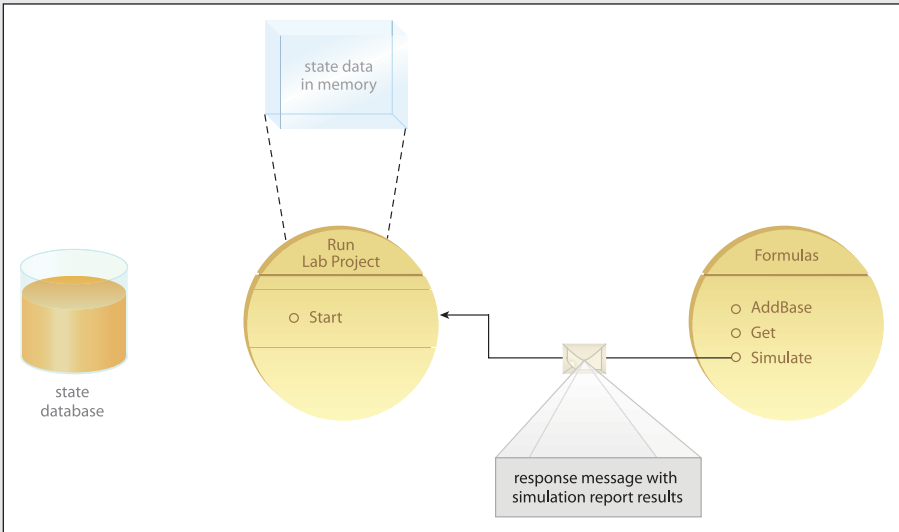 state data
in memory
Run
Lab Project
Start
Formulas
AddBase
Get
Simulate
state
database
response message with
simulation report results